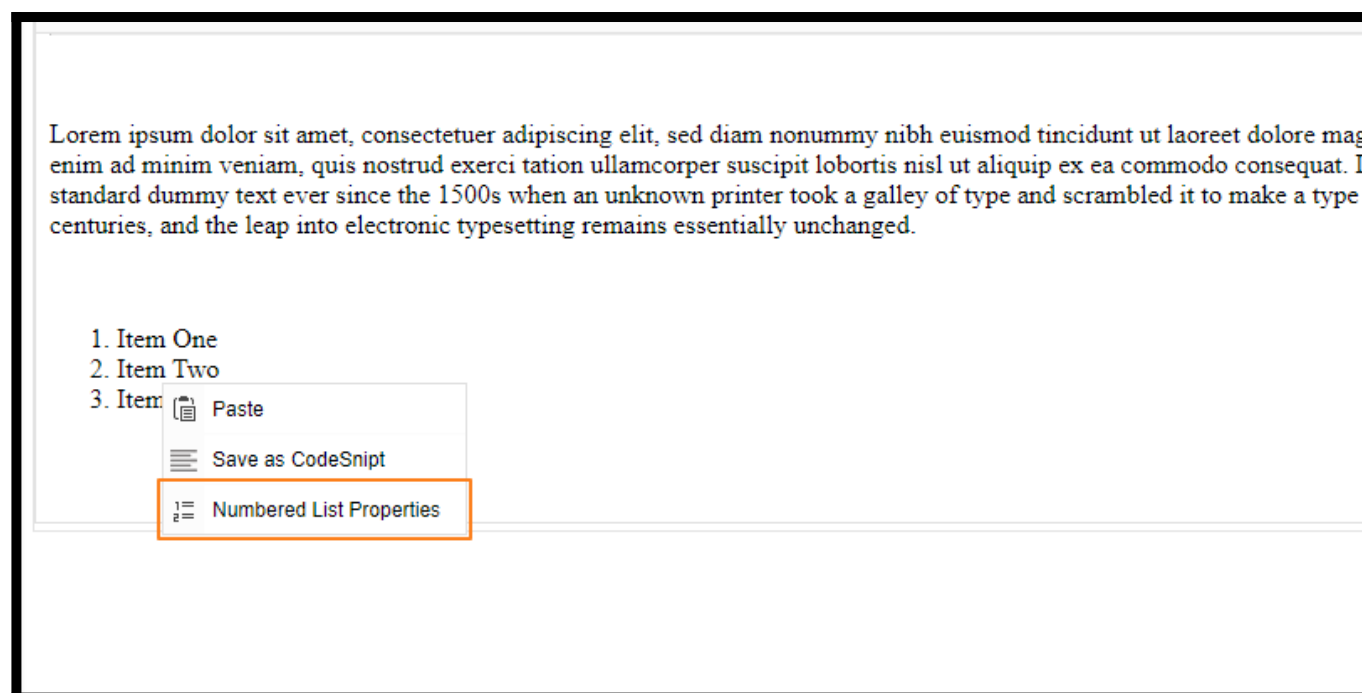 Lorem ipsum dolor sit amet, consectetuer adipiscing elit, sed diam nonummy nibh euismod tincidunt ut laoreet dolore
enim ad minim veniam, quis nostrud exerci tation ullamcorper suscipit lobortis nisl ut aliquip ex ea commodo consequat.
standard dummy text ever since the 1500s when an unknown printer took a galley of type and scrambled it to make a type
centuries, and the leap into electronic typesetting remains essentially unchanged.
1. Item One
2. Item Two
3. Item
Paste
Save as CodeSnipt
Numbered List Properties